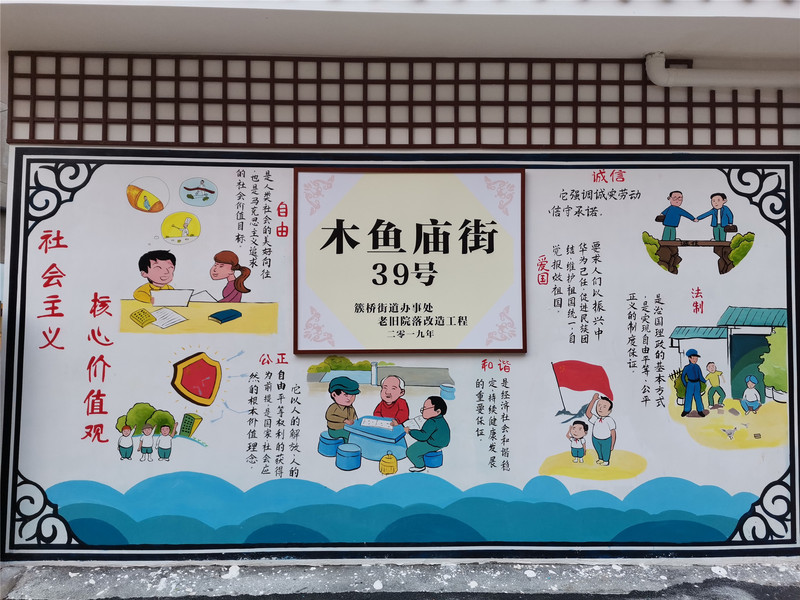 社会主义
核心价值观
自由
是人类社会的美好向往
也是马克思主义追求
的社会价值目标.
木鱼庙街
39号
簇桥街道办事处
老旧院落改造工程
二零一九年
诚信
它强调诚实劳动
信守承诺.
爱国
要求人们以振兴中
华为己任,促进民族团
结,维护祖国统一,自
觉报效祖国.
法制
是治国理政的基本方式
是实现自由平等,公平
正义的制度保证.
公正
它以人的解放,人的
自由平等权利的获得
为前提,是国家社会应
然的根本价值理念.
和谐
是经济社会和谐稳
定,持续健康发展
的重要保证.